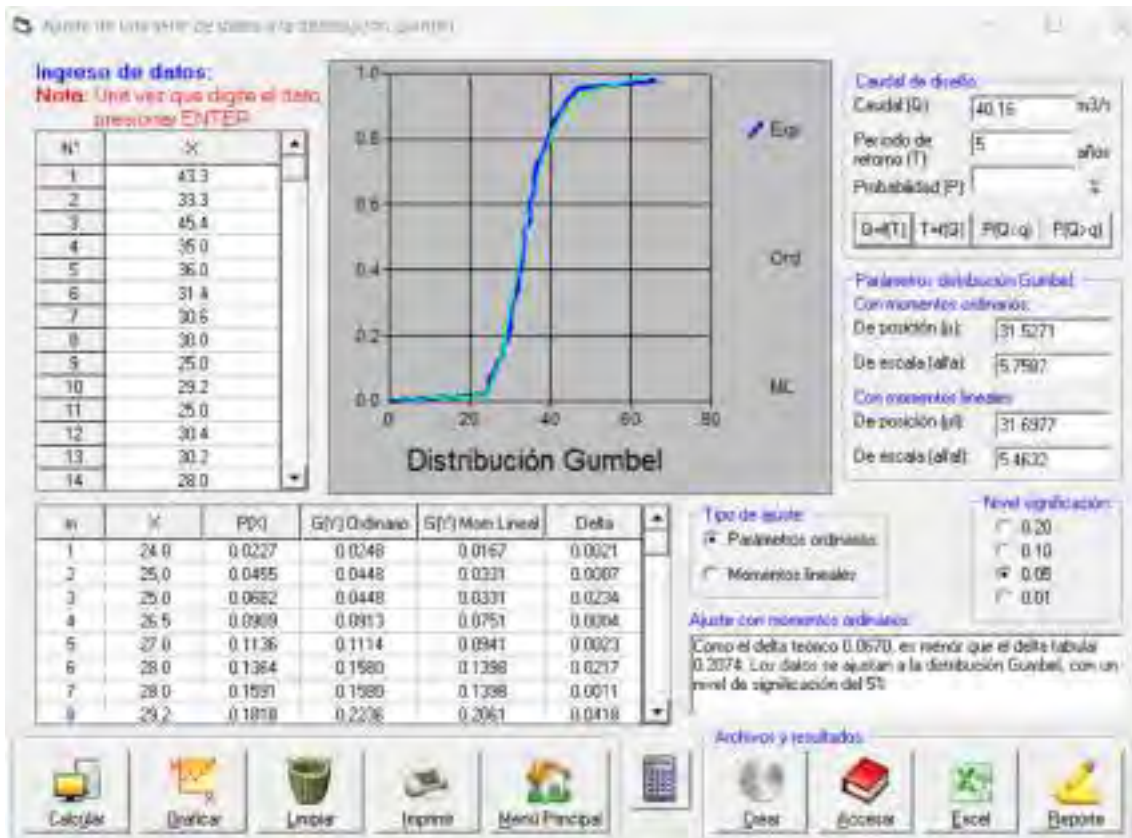 Ajuste de una serie de datos a la distribución Gumbel
Ingreso de datos:
Nota: Una vez que digite el dato,
presionar ENTER
N° X
1 43.3
2 33.3
3 45.4
4 35.0
5 36.0
6 31.4
7 30.6
8
9 25.0
10 29.2
11 25.0
12 30.4
13 30.2
14 28.0
1.0
0.8
0.6
0.4
0.2
0.0
0 20 40 60 80
Distribución Gumbel
Exp
Ord
ML
Caudal de diseño:
Caudal (Q): 40.16 m3/s
Periodo de
retorno (T): 5 años
Probabilidad (P): %
Q=f(T) T=f(Q) P(Q<q) P(Q>q)
Parámetros distribución Gumbel:
Con momentos ordinarios:
De posición (u): 31.5271
De escala (alfa):
Con momentos lineales:
De posición (ul): 31.6977
De escala (alfal): 5.4632
m X P(X) G(Y) Ordinario G(Y) Mom Lineal Delta
1 24.0 0.0227 0.0248 0.0167 0.0021
2 25.0 0.0455 0.0448 0.0331 0.0007
3 25.0 0.0682 0.0448 0.0331 0.0234
4 26.5 0.0909 0.0913 0.0751 0.0004
5 27.0 0.1136 0.1114 0.0941 0.0023
6 28.0 0.1364 0.1580 0.1398 0.0217
7 28.0 0.1591 0.1580 0.1398 0.0011
8 29.2 0.1818 0.2236 0.2061 0.0418
Tipo de ajuste:
Parámetros ordinarios
Momentos lineales
Nivel significación:
0.20
0.10
0.05
0.01
Ajuste con momentos ordinarios:
Como el delta teórico 0.0670, es menor que el delta tabular
0.2074. Los datos se ajustan a la distribución Gumbel, con un
nivel de significación del 5%
Archivos y resultados:
Calcular Graficar Limpiar Imprimir Menú Principal Crear Accesar Excel Reporte